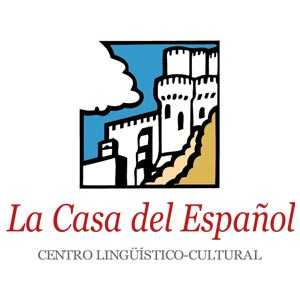 La Casa del Español
CENTRO LINGÜÍSTICO-CULTURAL